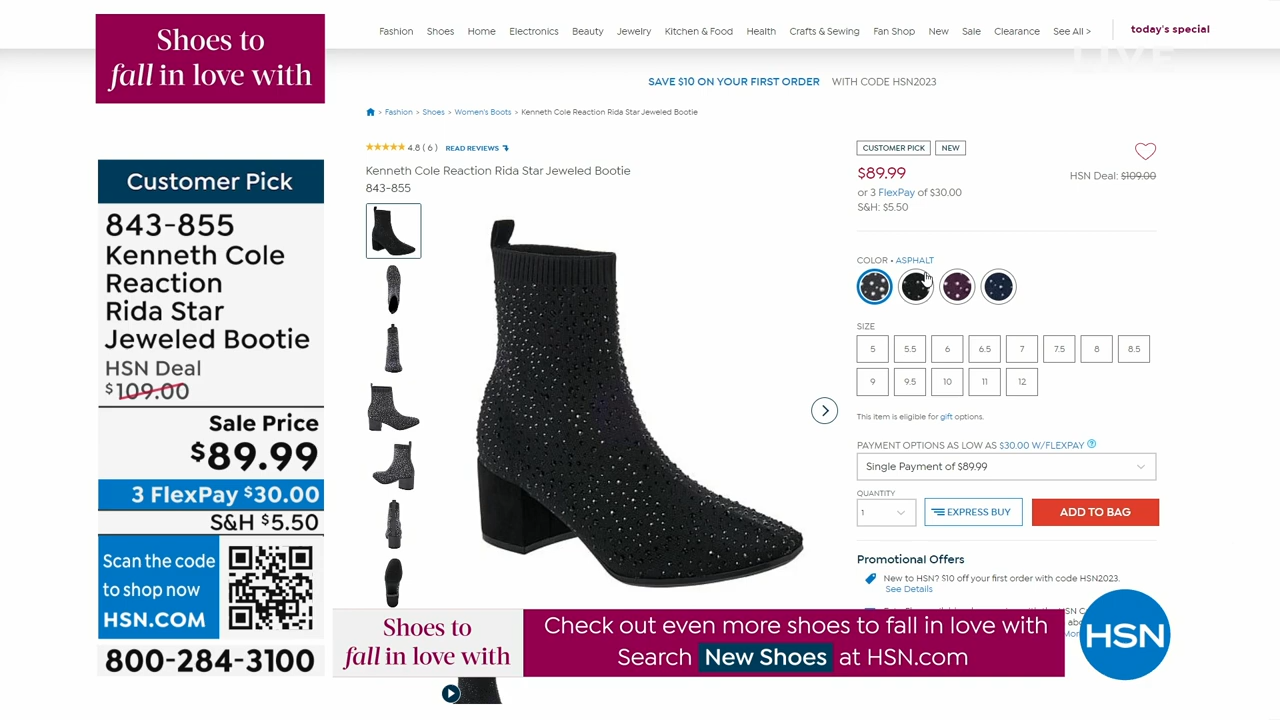 Shoes to
fall in love with
Fashion Shoes Home Electronics Beauty Jewelry Kitchen & Food Health Crafts & Sewing Fan Shop New Sale Clearance See All > today's special
LIVE
SAVE $10 ON YOUR FIRST ORDER WITH CODE HSN2023
> Fashion > Shoes > Women's Boots > Kenneth Cole Reaction Rida Star Jeweled Bootie
4.8 ( 6 ) READ REVIEWS
Kenneth Cole Reaction Rida Star Jeweled Bootie
843-855
CUSTOMER PICK NEW
$89.99
HSN Deal: $109.00
or 3 FlexPay of $30.00
S&H: $5.50
COLOR • ASPHALT
SIZE
5 5.5 6 6.5 7 7.5 8 8.5
9 9.5 10 11 12
This item is eligible for gift options.
PAYMENT OPTIONS AS LOW AS $30.00 W/FLEXPAY ?
Single Payment of $89.99
QUANTITY
1 EXPRESS BUY ADD TO BAG
Promotional Offers
New to HSN? $10 off your first order with code HSN2023.
See Details
Customer Pick
843-855
Kenneth Cole
Reaction
Rida Star
Jeweled Bootie
HSN Deal
$109.00
Sale Price
$89.99
3 FlexPay $30.00
S&H $5.50
Scan the code
to shop now
HSN.COM
800-284-3100
Shoes to
fall in love with
Check out even more shoes to fall in love with
Search New Shoes at HSN.com
HSN